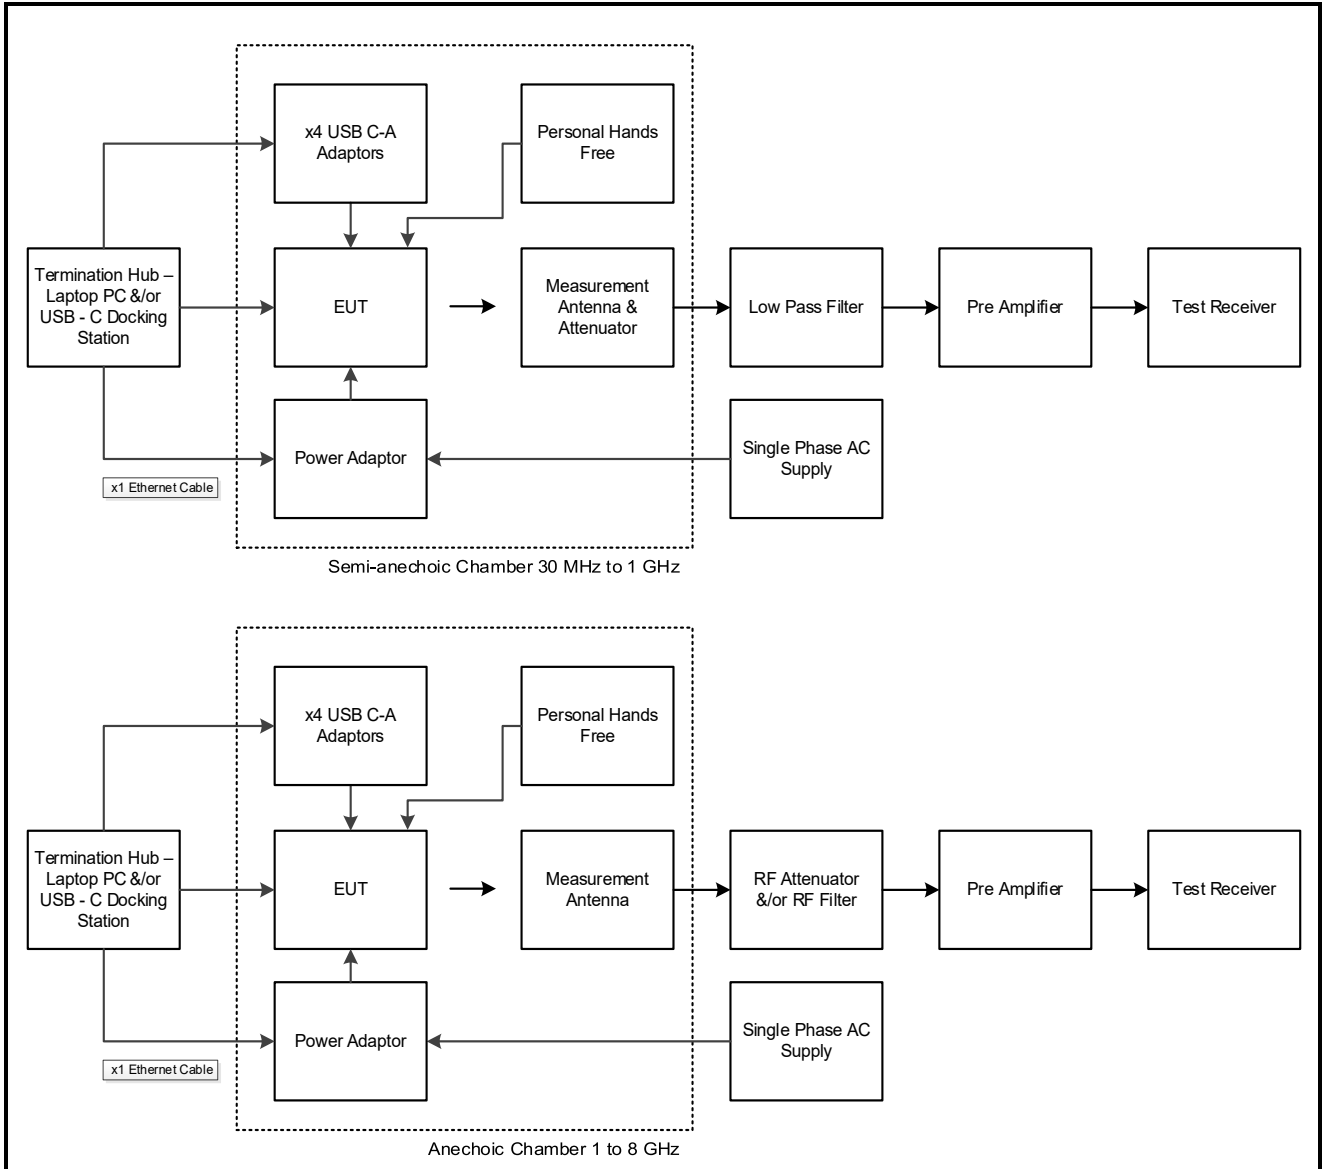 x4 USB C-A
Adaptors
Personal Hands
Free
Termination Hub –
Laptop PC &/or
USB - C Docking
Station
EUT
Measurement
Antenna &
Attenuator
Low Pass Filter
Pre Amplifier
Test Receiver
Power Adaptor
Single Phase AC
Supply
x1 Ethernet Cable
Semi-anechoic Chamber 30 MHz to 1 GHz
x4 USB C-A
Adaptors
Personal Hands
Free
Termination Hub –
Laptop PC &/or
USB - C Docking
Station
EUT
Measurement
Antenna
RF Attenuator
&/or RF Filter
Pre Amplifier
Test Receiver
Power Adaptor
Single Phase AC
Supply
x1 Ethernet Cable
Anechoic Chamber 1 to 8 GHz